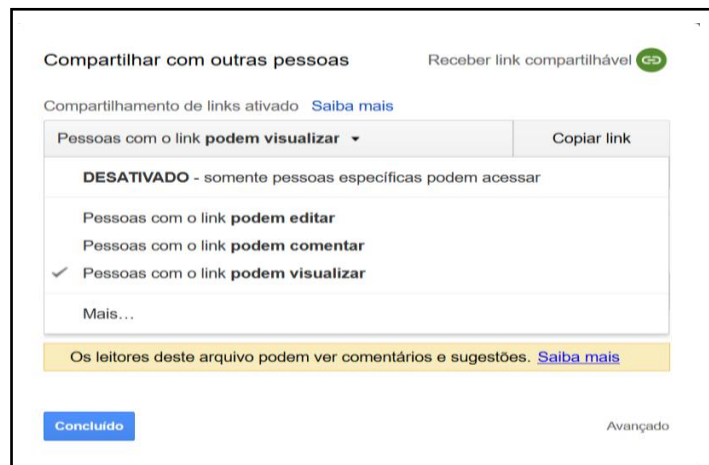 Compartilhar com outras pessoas
Receber link compartilhável
Compartilhamento de links ativado Saiba mais
Pessoas com o link podem visualizar
Copiar link
DESATIVADO - somente pessoas específicas podem acessar
Pessoas com o link podem editar
Pessoas com o link podem comentar
Pessoas com o link podem visualizar
Mais…
Os leitores deste arquivo podem ver comentários e sugestões. Saiba mais
Concluído
Avançado